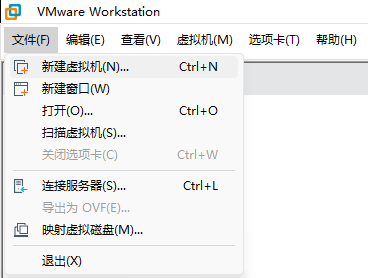 VMware Workstation
文件(F) 编辑(E) 查看(V) 虚拟机(M) 选项卡(T) 帮助(H)
新建虚拟机(N)... Ctrl+N
新建窗口(W)
打开(O)... Ctrl+O
扫描虚拟机(S)...
关闭选项卡(C) Ctrl+W
连接服务器(S)... Ctrl+L
导出为 OVF(E)...
映射虚拟磁盘(M)...
退出(X)